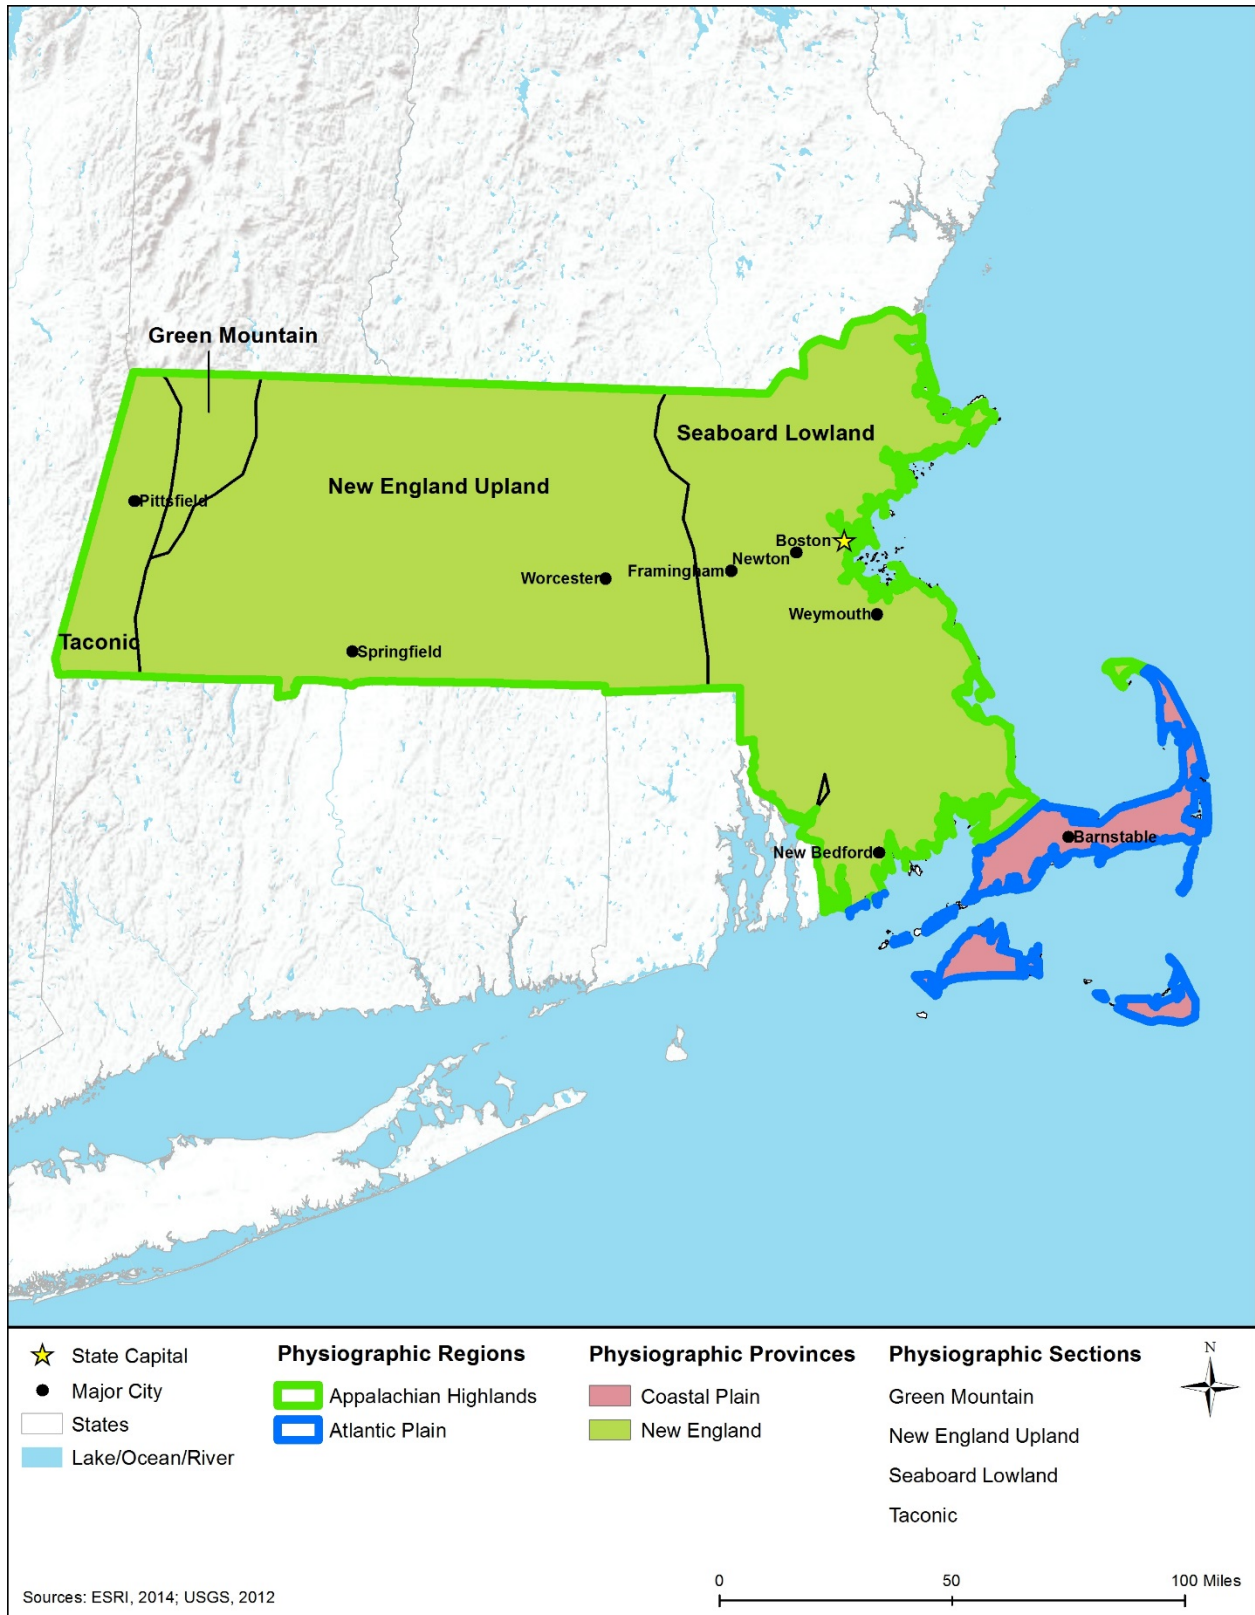 Green Mountain
Seaboard Lowland
New England Upland
Pittsfield
Boston
Newton
Framingham
Worcester
Weymouth
Taconic
Springfield
Barnstable
New Bedford
State Capital
Major City
States
Lake/Ocean/River
Physiographic Regions
Appalachian Highlands
Atlantic Plain
Physiographic Provinces
Coastal Plain
New England
Physiographic Sections
Green Mountain
New England Upland
Seaboard Lowland
Taconic
N
Sources: ESRI, 2014; USGS, 2012
0 50 100 Miles